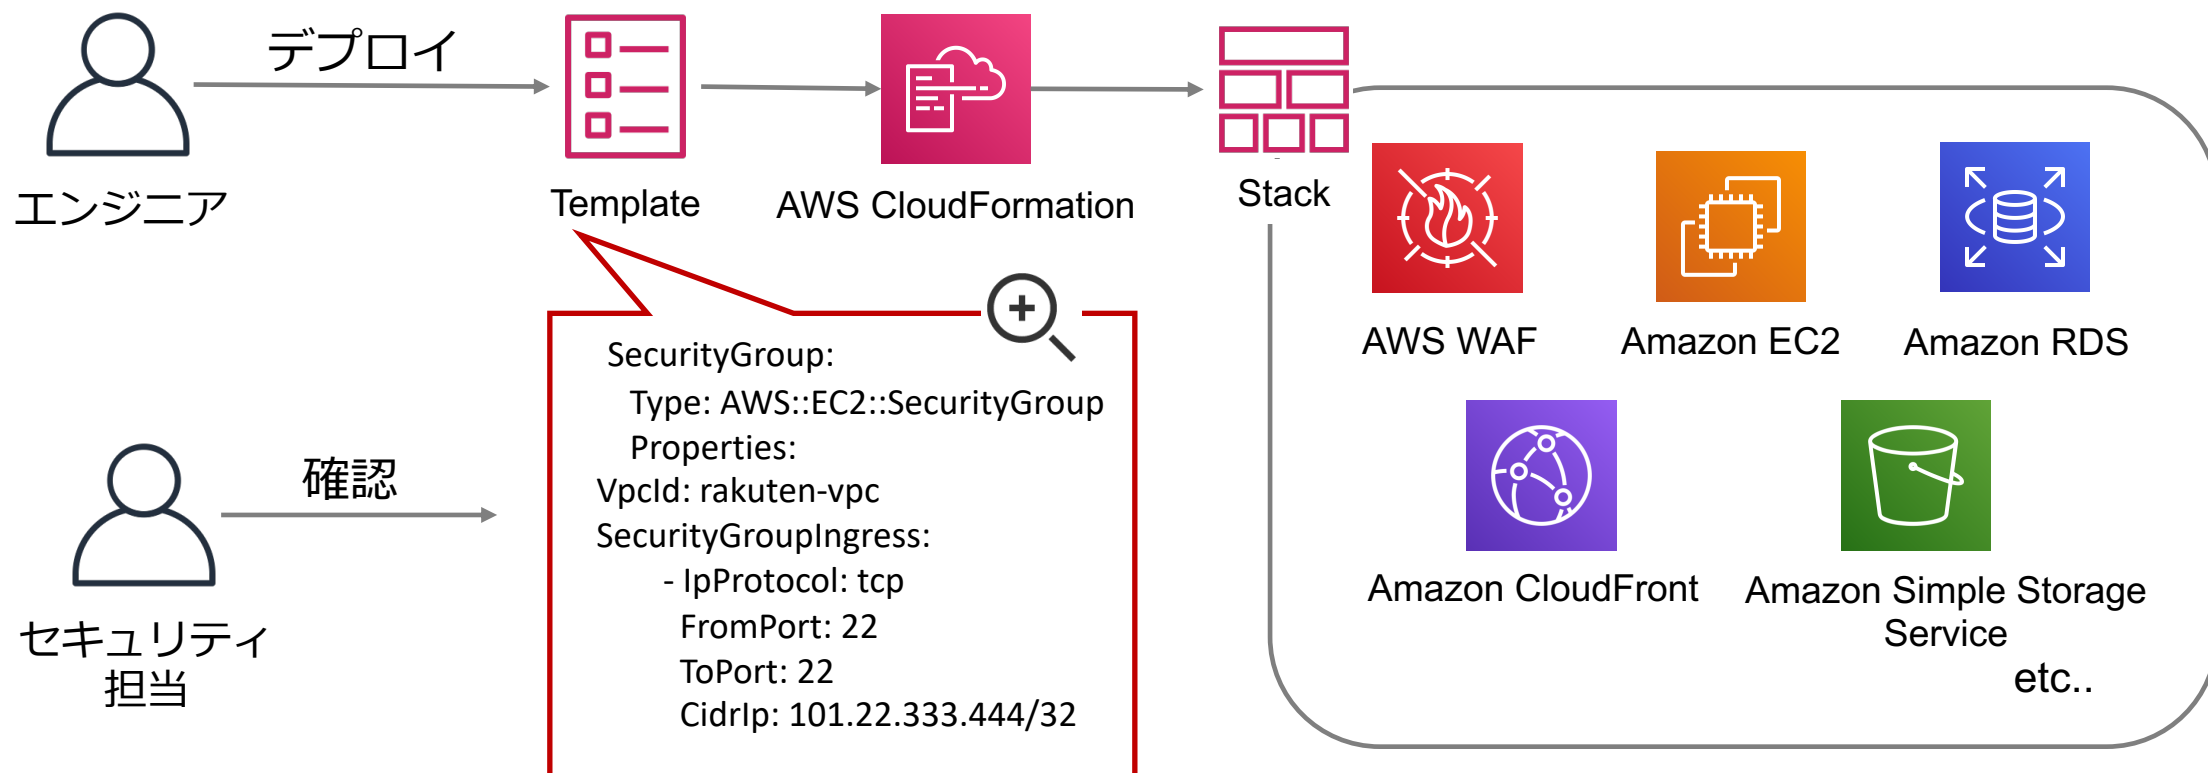 デプロイ
エンジニア
Template
AWS CloudFormation
Stack
AWS WAF
Amazon EC2
Amazon RDS
Amazon CloudFront
Amazon Simple Storage
Service
etc..
確認
セキュリティ
担当
SecurityGroup:
Type: AWS::EC2::SecurityGroup
Properties:
VpcId: rakuten-vpc
SecurityGroupIngress:
- IpProtocol: tcp
FromPort: 22
ToPort: 22
CidrIp: 101.22.333.444/32